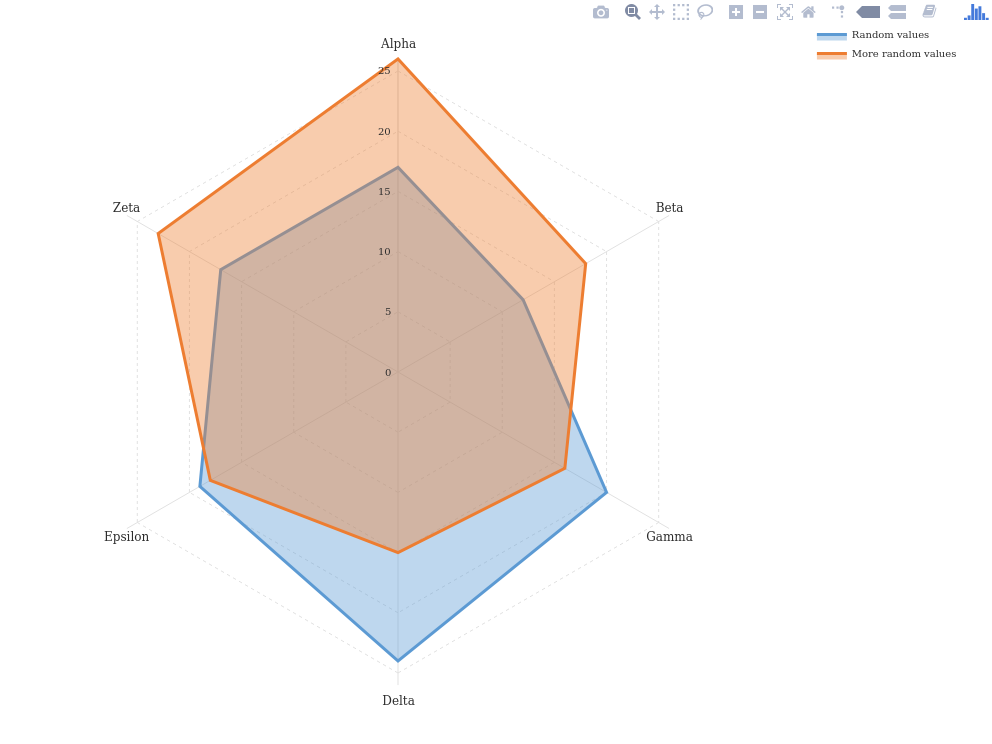 Random values
More random values
Alpha
25
20
Beta
Zeta
15
10
5
0
Epsilon
Gamma
Delta